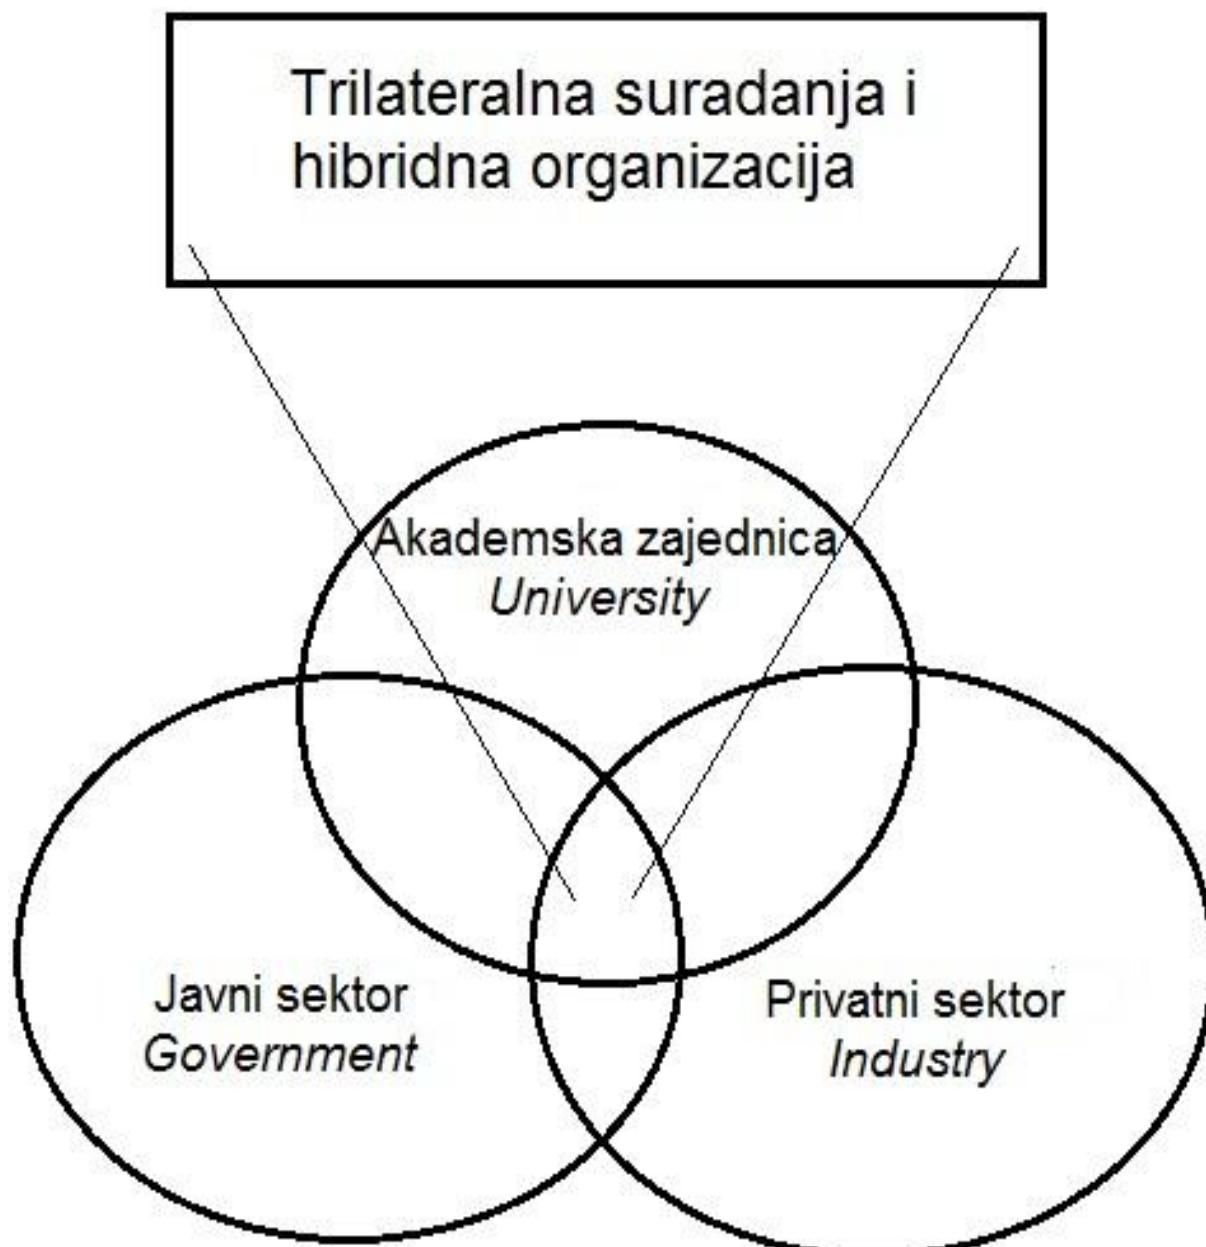 Trilateralna suradanja i
hibridna organizacija
Akademska zajednica
University
Javni sektor
Government
Privatni sektor
Industry